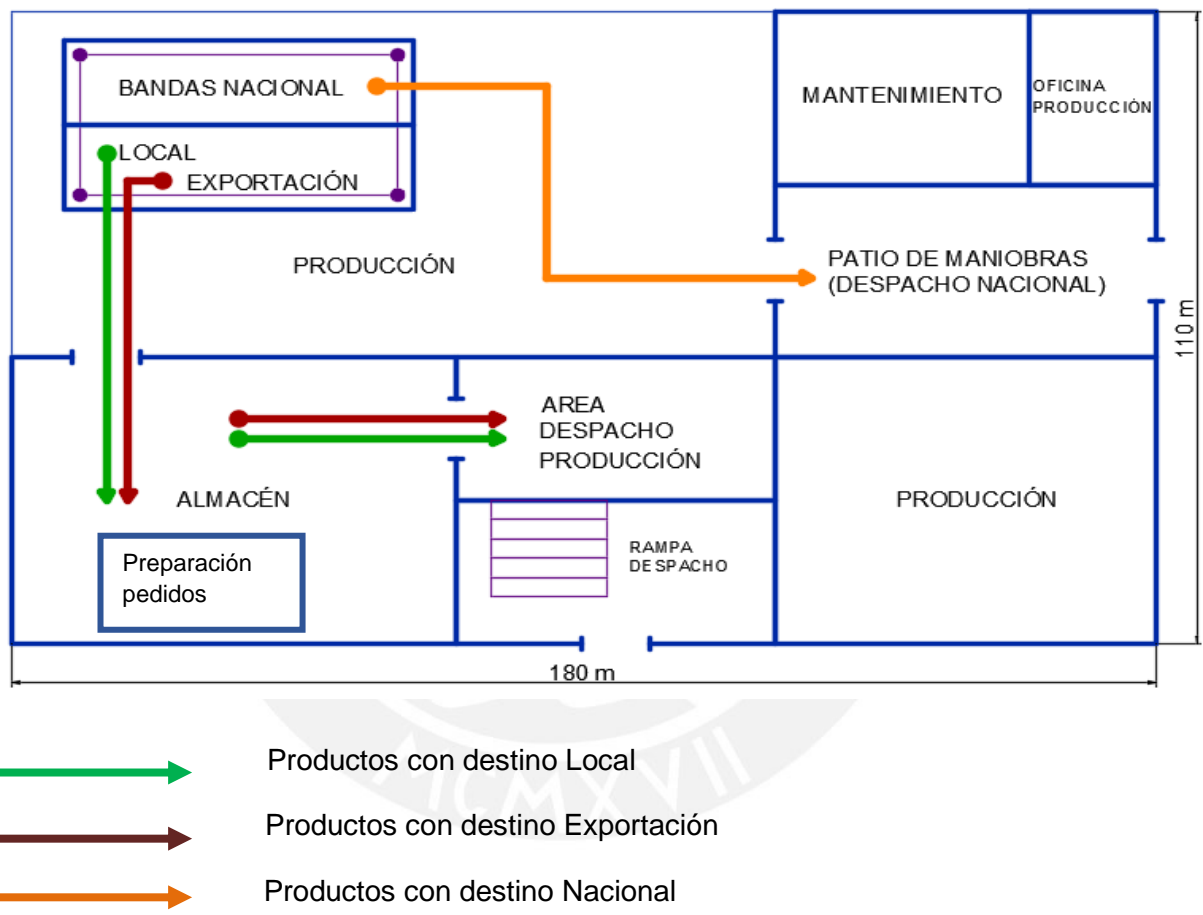 BANDAS NACIONAL
LOCAL
EXPORTACIÓN
MANTENIMIENTO
OFICINA
PRODUCCIÓN
PRODUCCIÓN
PATIO DE MANIOBRAS
(DESPACHO NACIONAL)
110 m
AREA
DESPACHO
PRODUCCIÓN
ALMACÉN
PRODUCCIÓN
Preparación
pedidos
RAMPA
DESPACHO
180 m
MCMXVII
Productos con destino Local
Productos con destino Exportación
Productos con destino Nacional